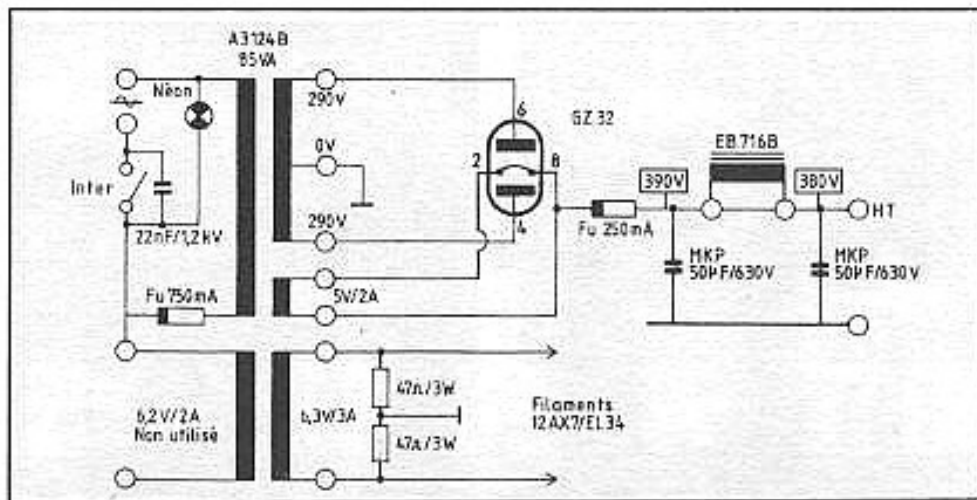 A3124B
85VA
Néon
290V
6
GZ 32
EB.716B
0V
2
8
390V
380V
Inter
HT
290V
4
Fu 250mA
22nF/1,2kV
MKP
50µF/630V
MKP
50µF/630V
5V/2A
Fu 750mA
47Ω/3W
6,2V/2A
Non utilisé
6,3V/3A
Filaments
12AX7/EL34
47Ω/3W